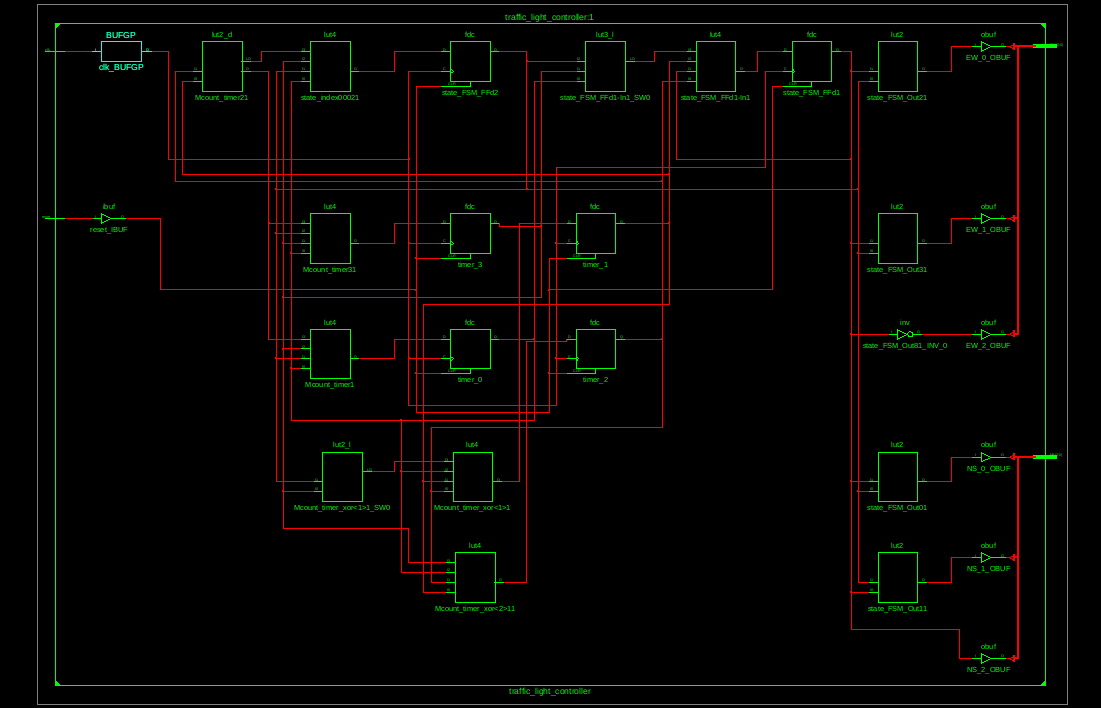 traffic_light_controller:1
BUFGP
clk_BUFGP
lut2_d
Mcount_timer21
lut4
state_index00021
fdc
state_FSM_FFd2
lut3_l
state_FSM_FFd1-In1_SW0
lut4
state_FSM_FFd1-In1
fdc
state_FSM_FFd1
lut2
state_FSM_Out21
obuf
EW_0_OBUF
ibuf
reset_IBUF
lut4
Mcount_timer31
fdc
timer_3
fdc
timer_1
lut2
state_FSM_Out31
obuf
EW_1_OBUF
lut4
Mcount_timer1
fdc
timer_0
fdc
timer_2
inv
state_FSM_Out81_INV_0
obuf
EW_2_OBUF
lut2_l
Mcount_timer_xor<1>1_SW0
lut4
Mcount_timer_xor<1>1
lut2
state_FSM_Out01
obuf
NS_0_OBUF
lut4
Mcount_timer_xor<2>11
lut2
state_FSM_Out11
obuf
NS_1_OBUF
obuf
NS_2_OBUF
traffic_light_controller